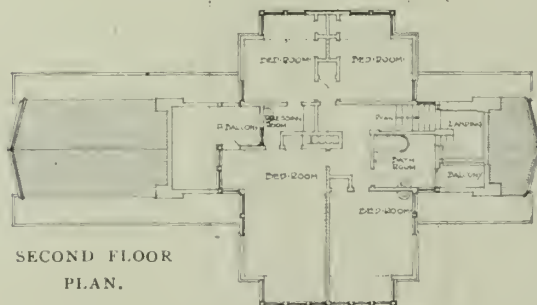 BED-ROOM BED-ROOM
BALCONY DRESSING LANDING
ROOM
BATH
ROOM
BED-ROOM BALCONY
BED-ROOM
SECOND FLOOR
PLAN.